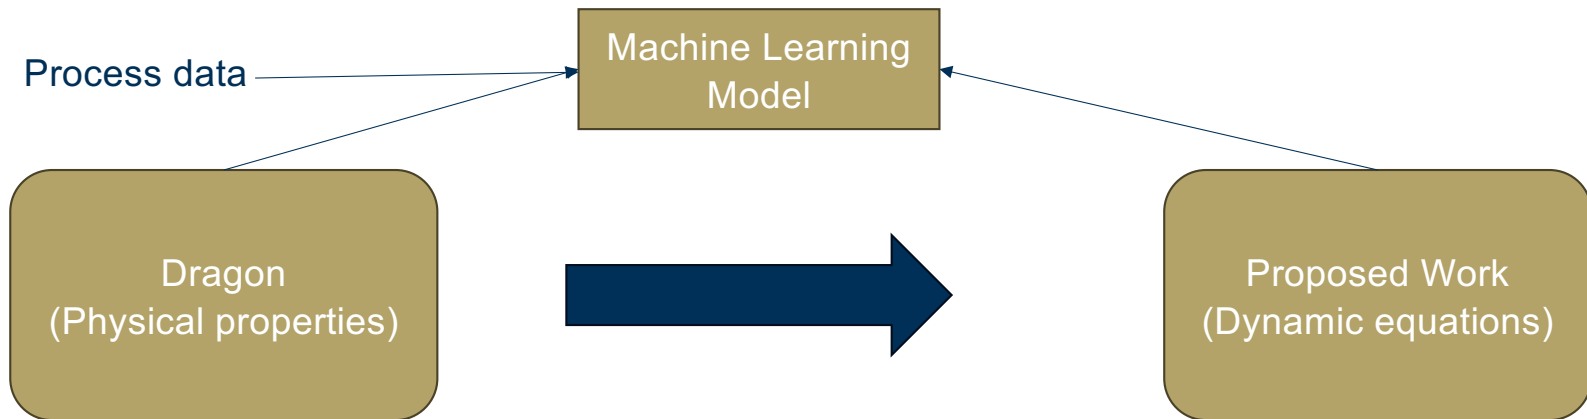 Machine Learning
Model
Process data
Dragon
(Physical properties)
Proposed Work
(Dynamic equations)